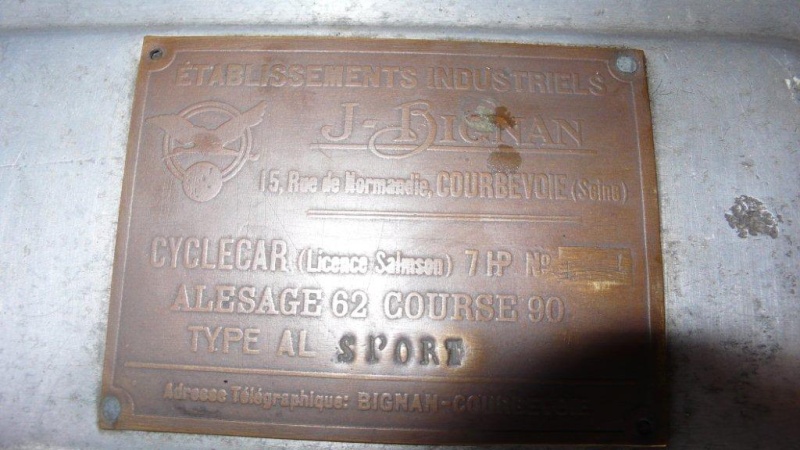 ÉTABLISSEMENTS INDUSTRIELS
J-BIGNAN
15, Rue de Normandie, COURBEVOIE (Seine)
CYCLECAR (Licence Salmson) 7 HP No
ALESAGE 62 COURSE 90
TYPE AL SPORT
Adresse Télégraphique: BIGNAN-COURBEVOIE